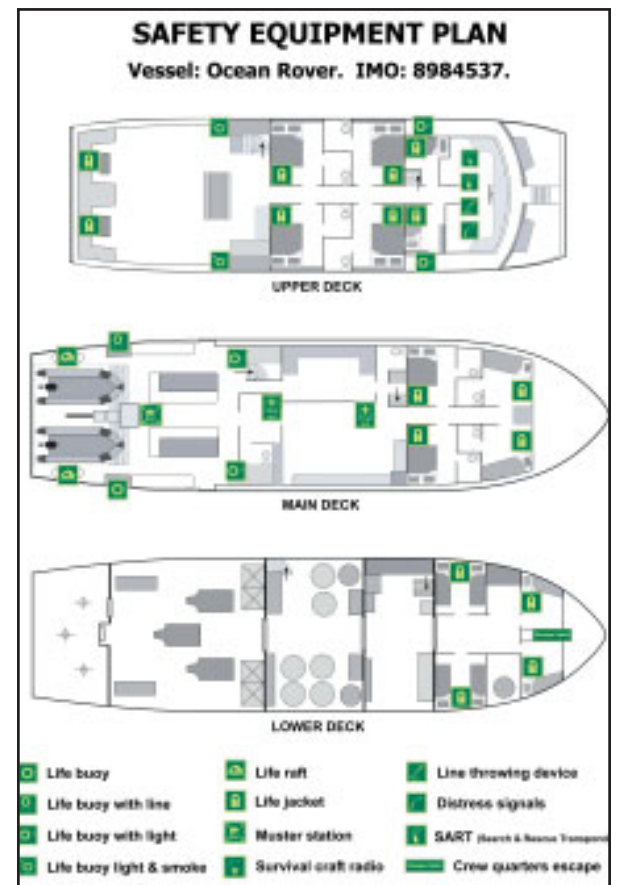 SAFETY EQUIPMENT PLAN
Vessel: Ocean Rover. IMO: 8984537.
UPPER DECK
MAIN DECK
LOWER DECK
Life buoy
Life raft
Line throwing device
Life buoy with line
Life jacket
Distress signals
Life buoy with light
Muster station
SART (Search & Rescue Transpond
Life buoy light & smoke
Survival craft radio
Crew quarters escape